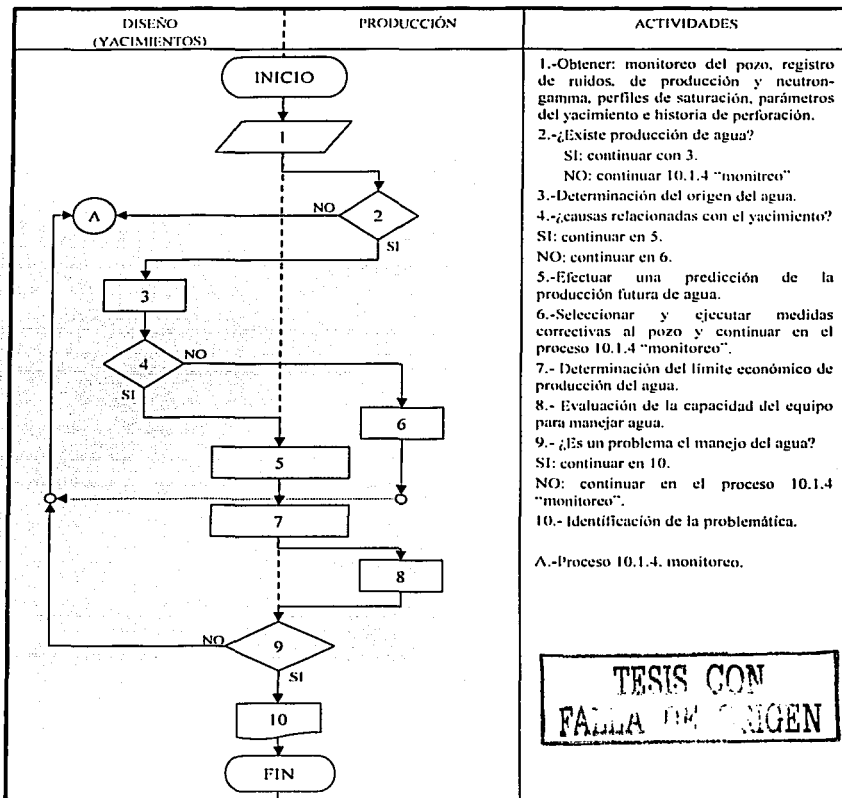 DISEÑO
(YACIMIENTOS)
PRODUCCIÓN
ACTIVIDADES
INICIO
1
2
NO
SI
A
3
4
NO
SI
6
5
7
8
9
NO
SI
10
FIN
1.-Obtener: monitoreo del pozo, registro
de ruidos, de producción y neutron-
gamma, perfiles de saturación, parámetros
del yacimiento e historia de perforación.
2.-¿Existe producción de agua?
SI: continuar con 3.
NO: continuar 10.1.4 "monitreo"
3.-Determinación del origen del agua.
4.-¿causas relacionadas con el yacimiento?
SI: continuar en 5.
NO: continuar en 6.
5.-Efectuar una predicción de la
producción futura de agua.
6.-Seleccionar y ejecutar medidas
correctivas al pozo y continuar en el
proceso 10.1.4 "monitoreo".
7.- Determinación del límite económico de
producción del agua.
8.- Evaluación de la capacidad del equipo
para manejar agua.
9.- ¿Es un problema el manejo del agua?
SI: continuar en 10.
NO: continuar en el proceso 10.1.4
"monitoreo".
10.- Identificación de la problemática.
A.-Proceso 10.1.4. monitoreo.
TESIS CON
FALLA DE ORIGEN